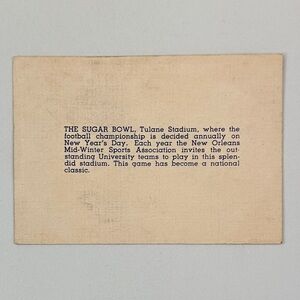 THE SUGAR BOWL, Tulane Stadium, where the
football championship is decided annually on
New Year's Day. Each year the New Orleans
Mid-Winter Sports Association invites the out-
standing University teams to play in this splen-
did stadium. This game has become a national
classic.